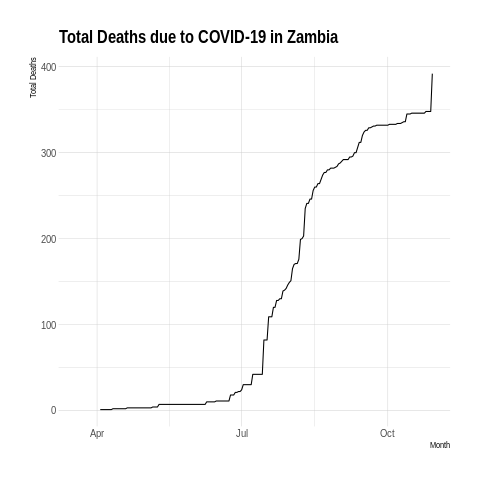 Total Deaths due to COVID-19 in Zambia
Total Deaths
400
300
200
100
0
Apr
Jul
Oct
Month